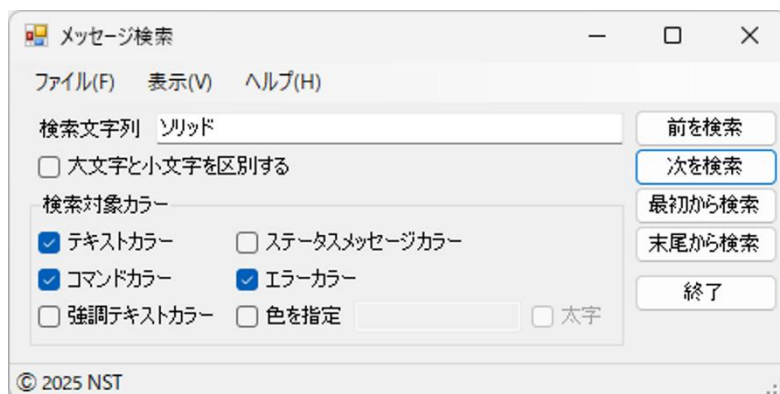 メッセージ検索
ファイル(F) 表示(V) ヘルプ(H)
検索文字列 ソリッド 前を検索
大文字と小文字を区別する 次を検索
検索対象カラー 最初から検索
テキストカラー ステータスメッセージカラー 末尾から検索
コマンドカラー エラーカラー 終了
強調テキストカラー 色を指定 太字
© 2025 NST